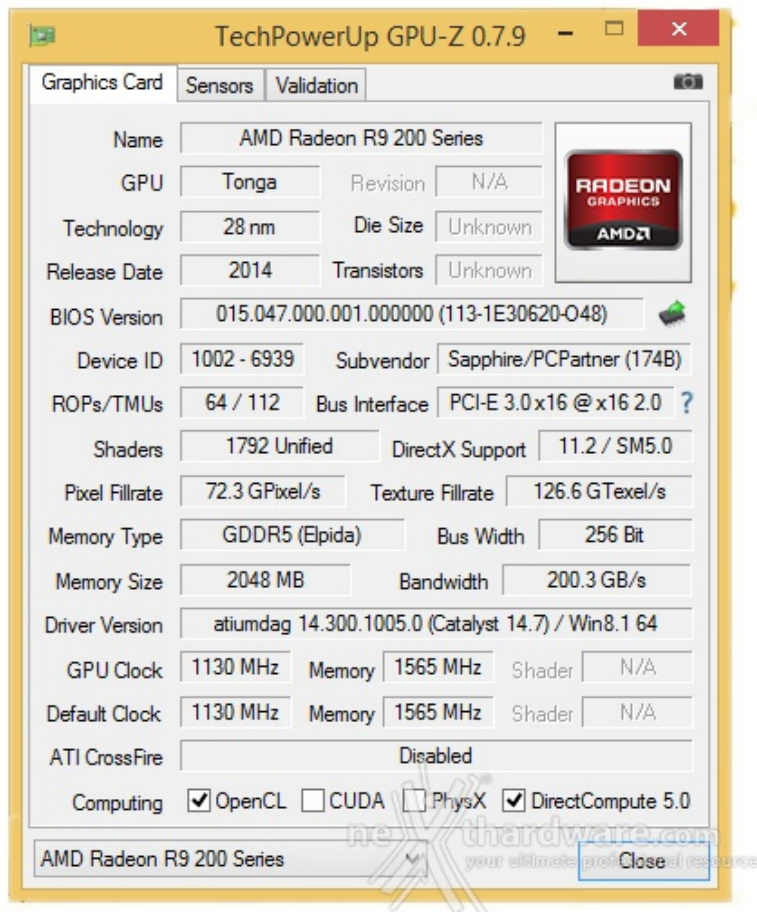 TechPowerUp GPU-Z 0.7.9
Graphics Card Sensors Validation
Name AMD Radeon R9 200 Series
GPU Tonga Revision N/A
RADEON
GRAPHICS
AMD
Technology 28 nm Die Size Unknown
Release Date 2014 Transistors Unknown
BIOS Version 015.047.000.001.000000 (113-1E30620-O48)
Device ID 1002 - 6939 Subvendor Sapphire/PCPartner (174B)
ROPs/TMUs 64 / 112 Bus Interface PCI-E 3.0 x16 @ x16 2.0 ?
Shaders 1792 Unified DirectX Support 11.2 / SM5.0
Pixel Fillrate 72.3 GPixel/s Texture Fillrate 126.6 GTexel/s
Memory Type GDDR5 (Elpida) Bus Width 256 Bit
Memory Size 2048 MB Bandwidth 200.3 GB/s
Driver Version atiumdag 14.300.1005.0 (Catalyst 14.7) / Win8.1 64
GPU Clock 1130 MHz Memory 1565 MHz Shader N/A
Default Clock 1130 MHz Memory 1565 MHz Shader N/A
ATI CrossFire Disabled
Computing OpenCL CUDA PhysX DirectCompute 5.0
nexthardware.com
your ultimate professional resource
AMD Radeon R9 200 Series Close